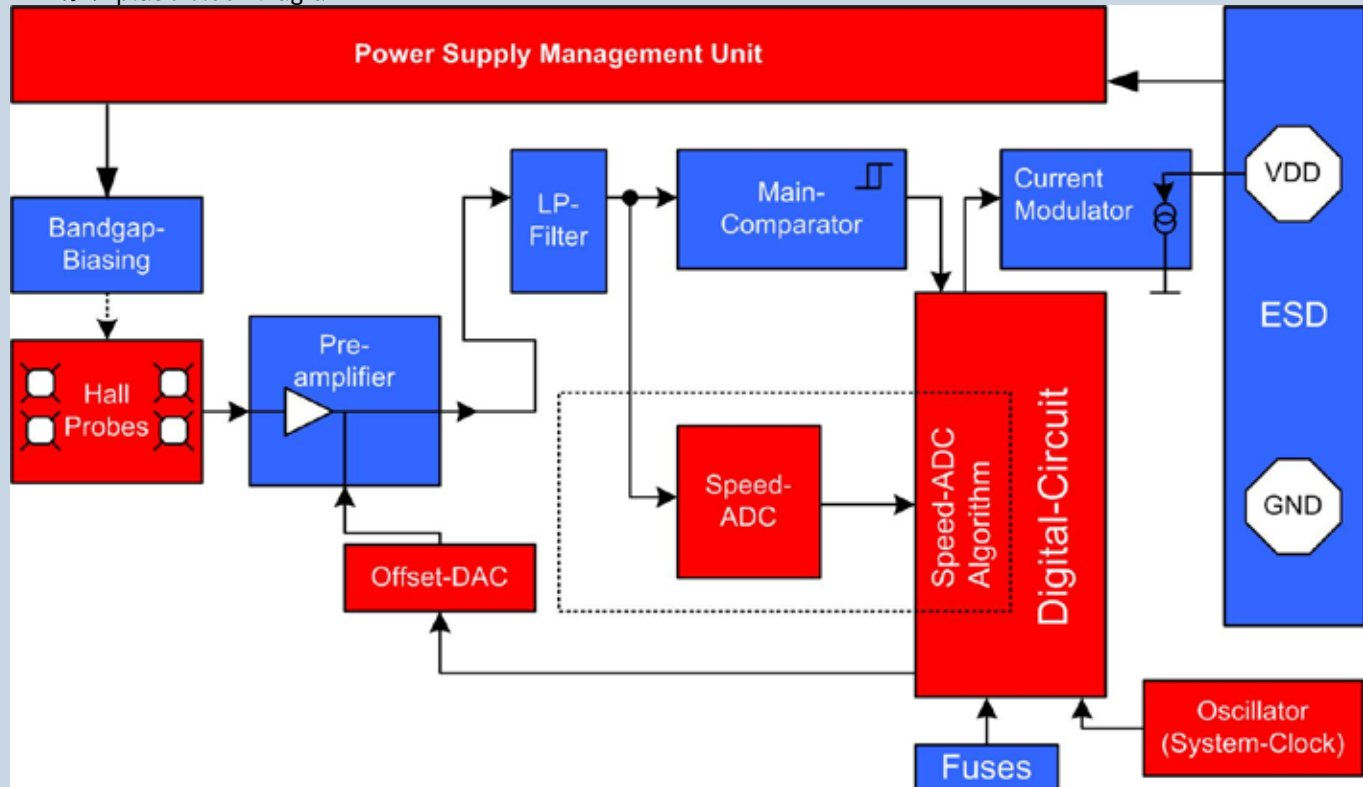 Power Supply Management Unit
Bandgap-
Biasing
Hall
Probes
Pre-
amplifier
LP-
Filter
Main-
Comparator
Current
Modulator
VDD
ESD
GND
Speed-
ADC
Speed-ADC
Algorithm
Digital-Circuit
Offset-DAC
Oscillator
(System-Clock)
Fuses